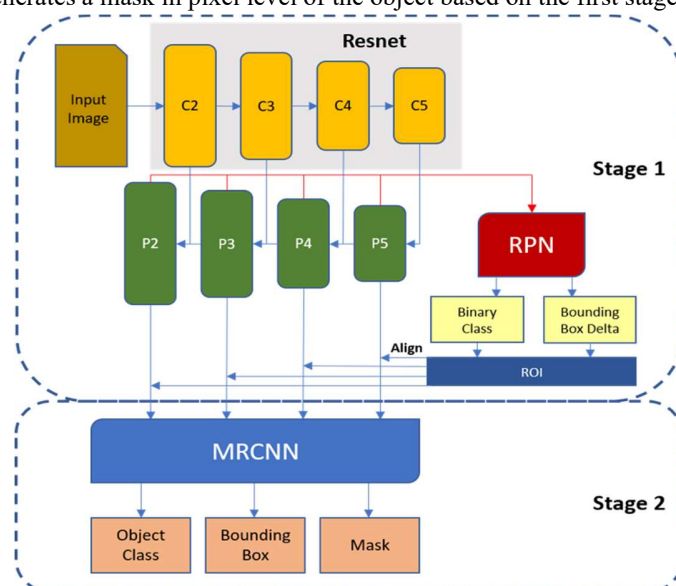 enerates a mask in pixel level of the object based on the first stage
Resnet
Input
Image
C2
C3
C4
C5
Stage 1
P2
P3
P4
P5
RPN
Binary
Class
Bounding
Box Delta
Align
ROI
MRCNN
Stage 2
Object
Class
Bounding
Box
Mask